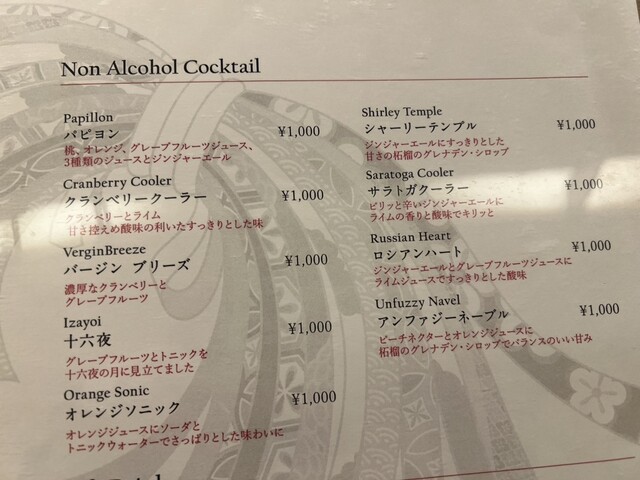 Non Alcohol Cocktail
Papillon
パピヨン ¥1,000
桃、オレンジ、グレープフルーツジュース、
3種類のジュースとジンジャーエール
Cranberry Cooler
クランベリークーラー ¥1,000
クランベリーとライム
甘さ控えめ酸味の利いたすっきりとした味
VerginBreeze
バージン ブリーズ ¥1,000
濃厚なクランベリーと
グレープフルーツ
Izayoi
十六夜 ¥1,000
グレープフルーツとトニックを
十六夜の月に見立てました
Orange Sonic
オレンジソニック ¥1,000
オレンジジュースにソーダと
トニックウォーターでさっぱりとした味わいに
Shirley Temple
シャーリーテンプル ¥1,000
ジンジャーエールにすっきりとした
甘さの柘榴のグレナデン・シロップ
Saratoga Cooler
サラトガクーラー ¥1,000
ピリッと辛いジンジャーエールに
ライムの香りと酸味でキリッと
Russian Heart
ロシアンハート ¥1,000
ジンジャーエールとグレープフルーツジュースに
ライムジュースですっきりとした酸味
Unfuzzy Navel
アンファジーネーブル ¥1,000
ピーチネクターとオレンジジュースに
柘榴のグレナデン・シロップでバランスのいい甘み